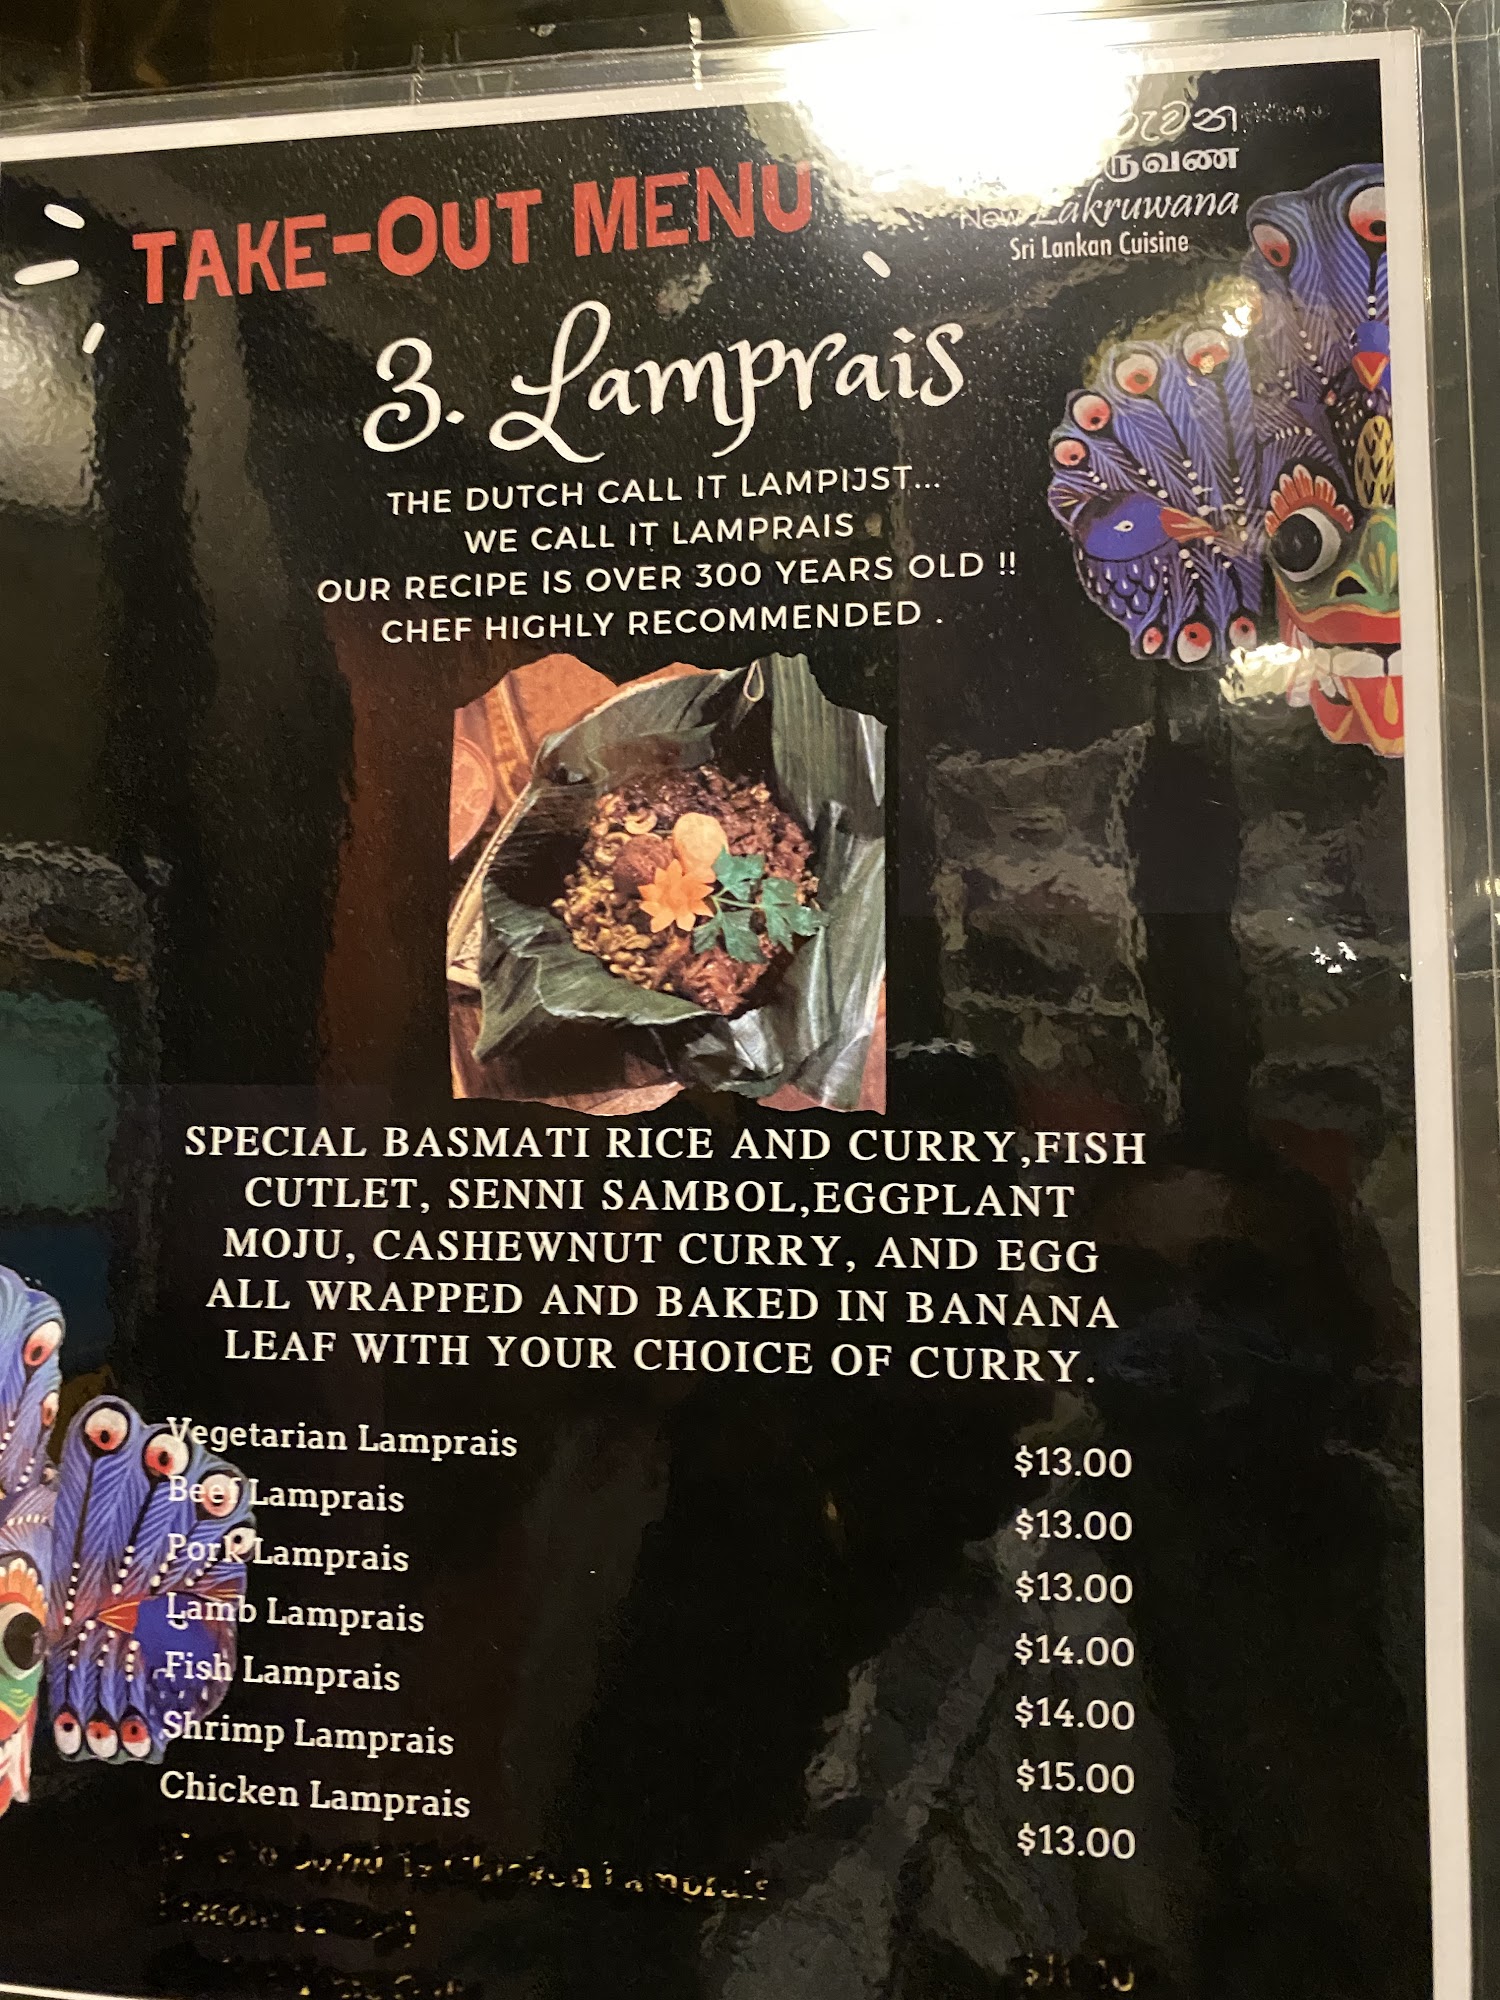 TAKE-OUT MENU
New Lakruwana
Sri Lankan Cuisine
3. Lamprais
THE DUTCH CALL IT LAMPIJST...
WE CALL IT LAMPRAIS
OUR RECIPE IS OVER 300 YEARS OLD !!
CHEF HIGHLY RECOMMENDED .
SPECIAL BASMATI RICE AND CURRY,FISH
CUTLET, SENNI SAMBOL,EGGPLANT
MOJU, CASHEWNUT CURRY, AND EGG
ALL WRAPPED AND BAKED IN BANANA
LEAF WITH YOUR CHOICE OF CURRY.
Vegetarian Lamprais $13.00
Beef Lamprais $13.00
Pork Lamprais $13.00
Lamb Lamprais $14.00
Fish Lamprais $14.00
Shrimp Lamprais $15.00
Chicken Lamprais $13.00
Chicken Lamprais